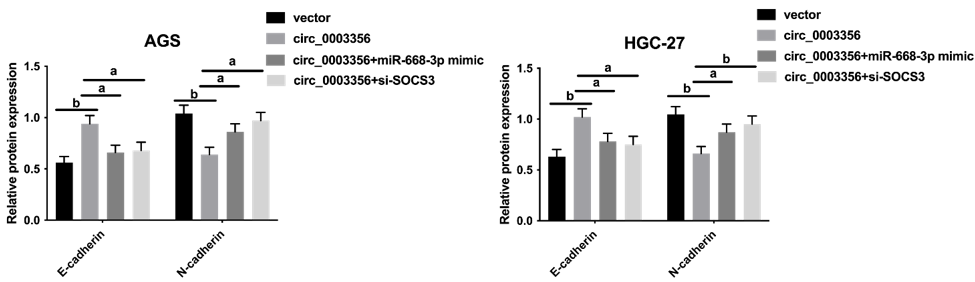 AGS
vector
circ_0003356
circ_0003356+miR-668-3p mimic
circ_0003356+si-SOCS3
Relative protein expression
1.5
1.0
0.5
0.0
b
a
a
b
a
a
E-cadherin
N-cadherin
HGC-27
vector
circ_0003356
circ_0003356+miR-668-3p mimic
circ_0003356+si-SOCS3
Relative protein expression
1.5
1.0
0.5
0.0
b
a
a
b
a
b
E-cadherin
N-cadherin